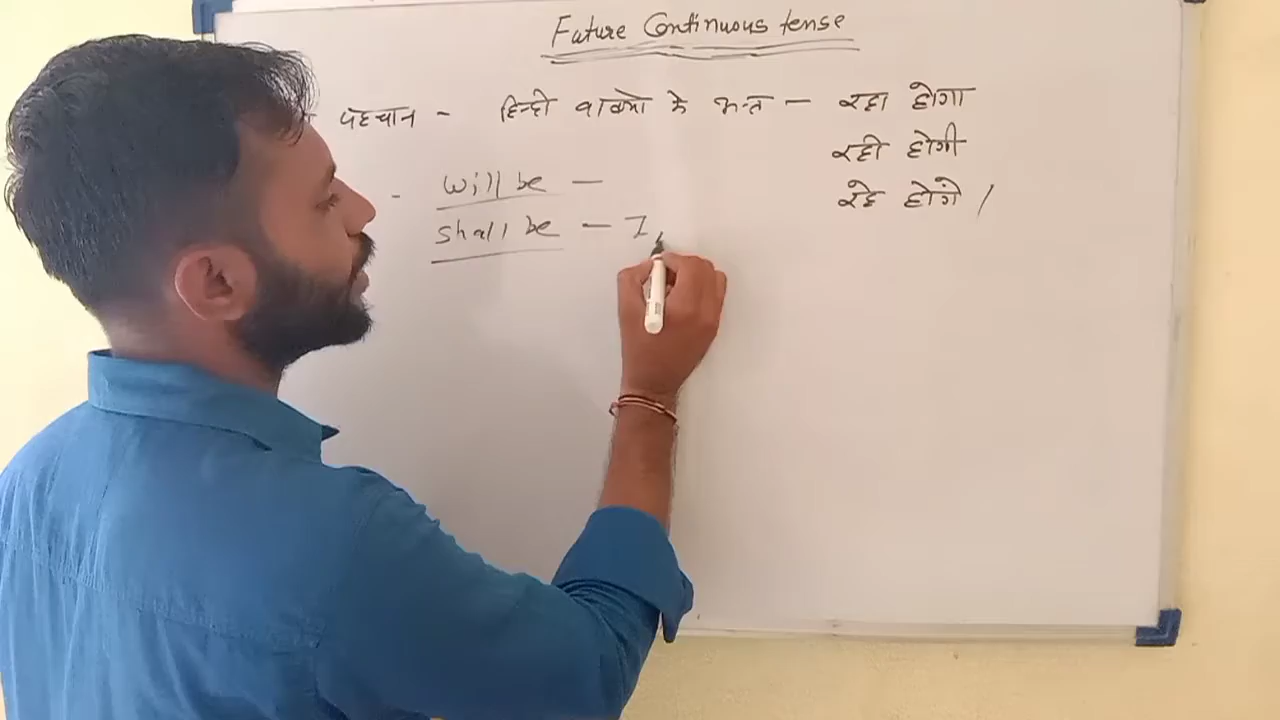 Future Continuous tense
पहचान - हिन्दी वाक्यो के अन्त - रहा होगा
रही होगी
रहे होंगे /
- will be -
shall be - I,